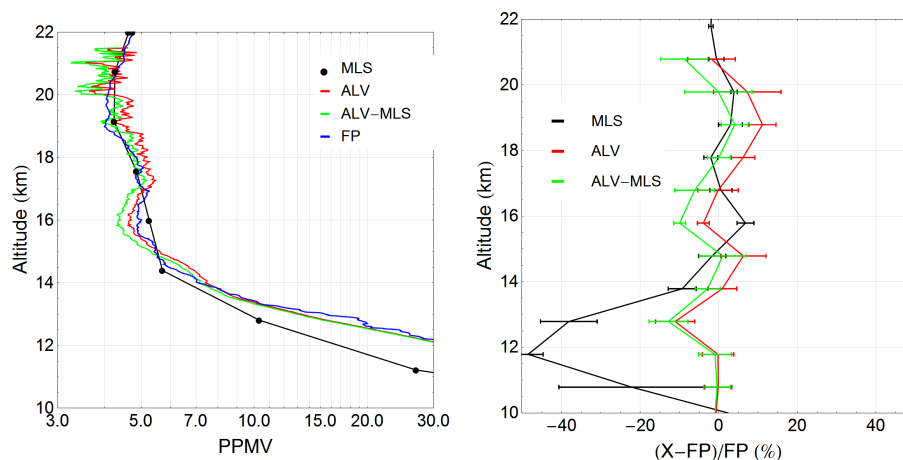 22
20
18
16
14
12
10
Altitude (km)
3.0 5.0 7.0 10.0 15.0 20.0 30.0
PPMV
MLS
ALV
ALV−MLS
FP
22
20
18
16
14
12
10
Altitude (km)
−40 −20 0 20 40
(X−FP)/FP (%)
MLS
ALV
ALV−MLS